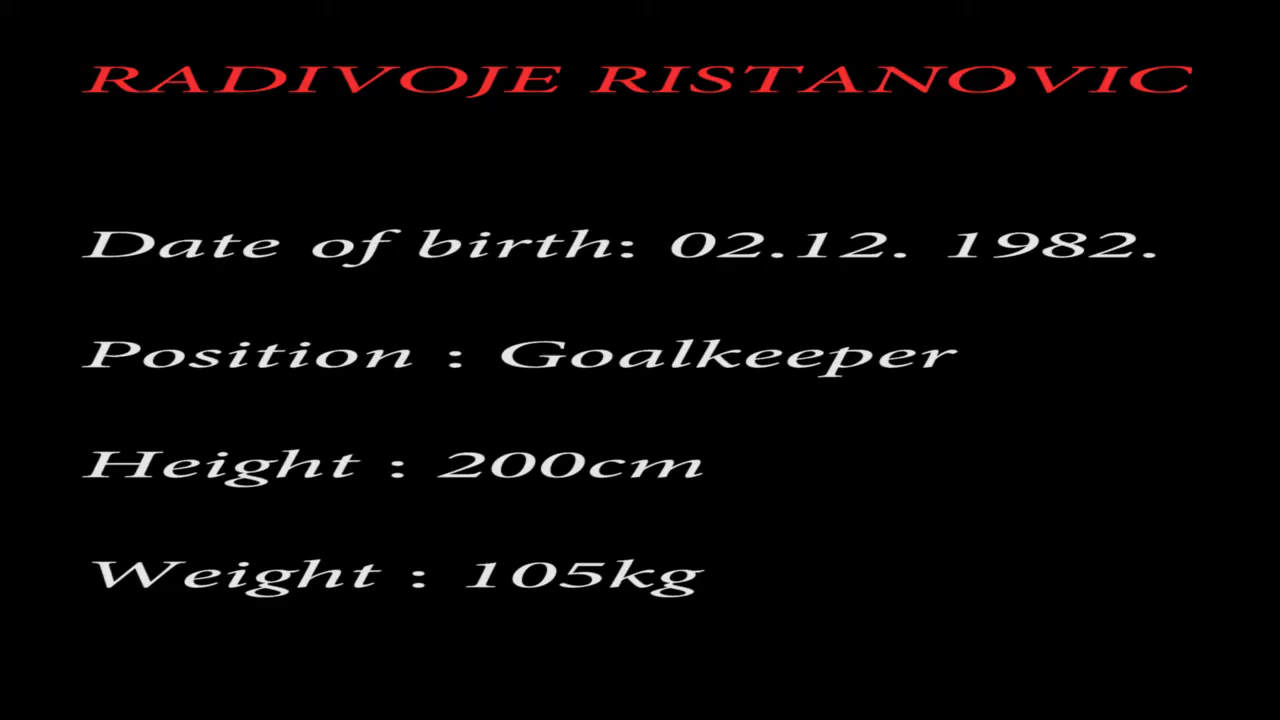 RADIVOJE RISTANOVIC
Date of birth: 02.12. 1982.
Position : Goalkeeper
Height : 200cm
Weight : 105kg